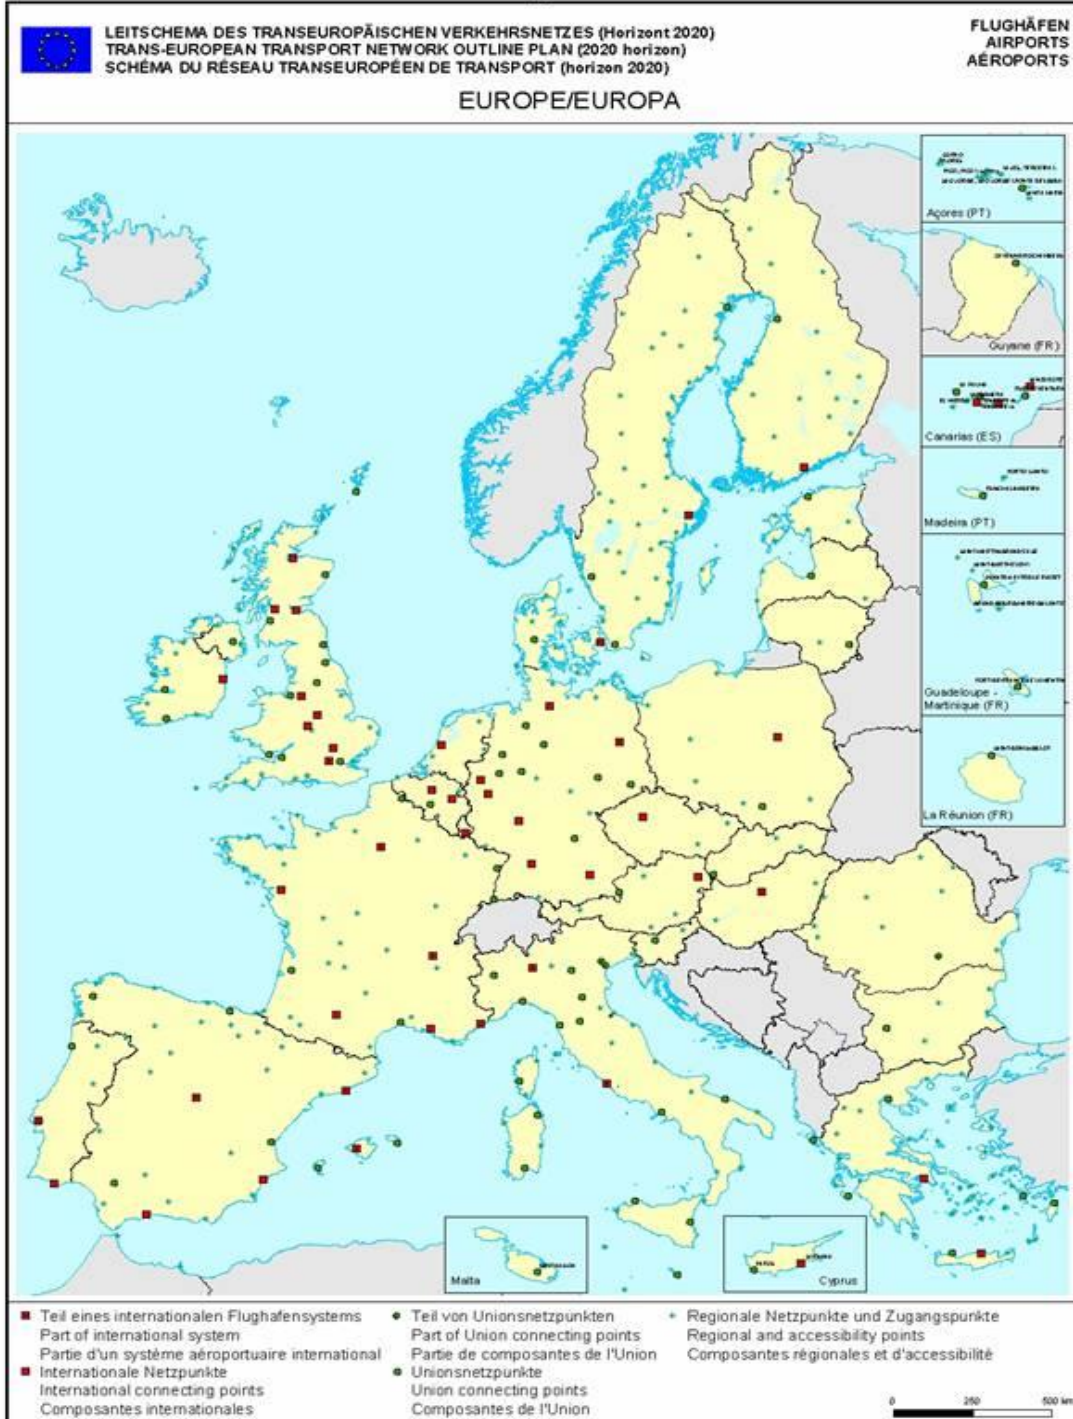 LEITSCHEMA DES TRANSEUROPÄISCHEN VERKEHRSNETZES (Horizont 2020)
TRANS-EUROPEAN TRANSPORT NETWORK OUTLINE PLAN (2020 horizon)
SCHÉMA DU RÉSEAU TRANSEUROPÉEN DE TRANSPORT (horizon 2020)
FLUGHÄFEN
AIRPORTS
AÉROPORTS
EUROPE/EUROPA
Açores (PT)
Guyane (FR)
Canarias (ES)
Madeira (PT)
Guadeloupe -
Martinique (FR)
La Réunion (FR)
Malta
Cyprus
Teil eines internationalen Flughafensystems
Part of international system
Partie d'un système aéroportuaire international
Internationale Netzpunkte
International connecting points
Composantes internationales
Teil von Unionsnetzpunkten
Part of Union connecting points
Partie de composantes de l'Union
Unionsnetzpunkte
Union connecting points
Composantes de l'Union
Regionale Netzpunkte und Zugangspunkte
Regional and accessibility points
Composantes régionales et d'accessibilité
0 250 500 km